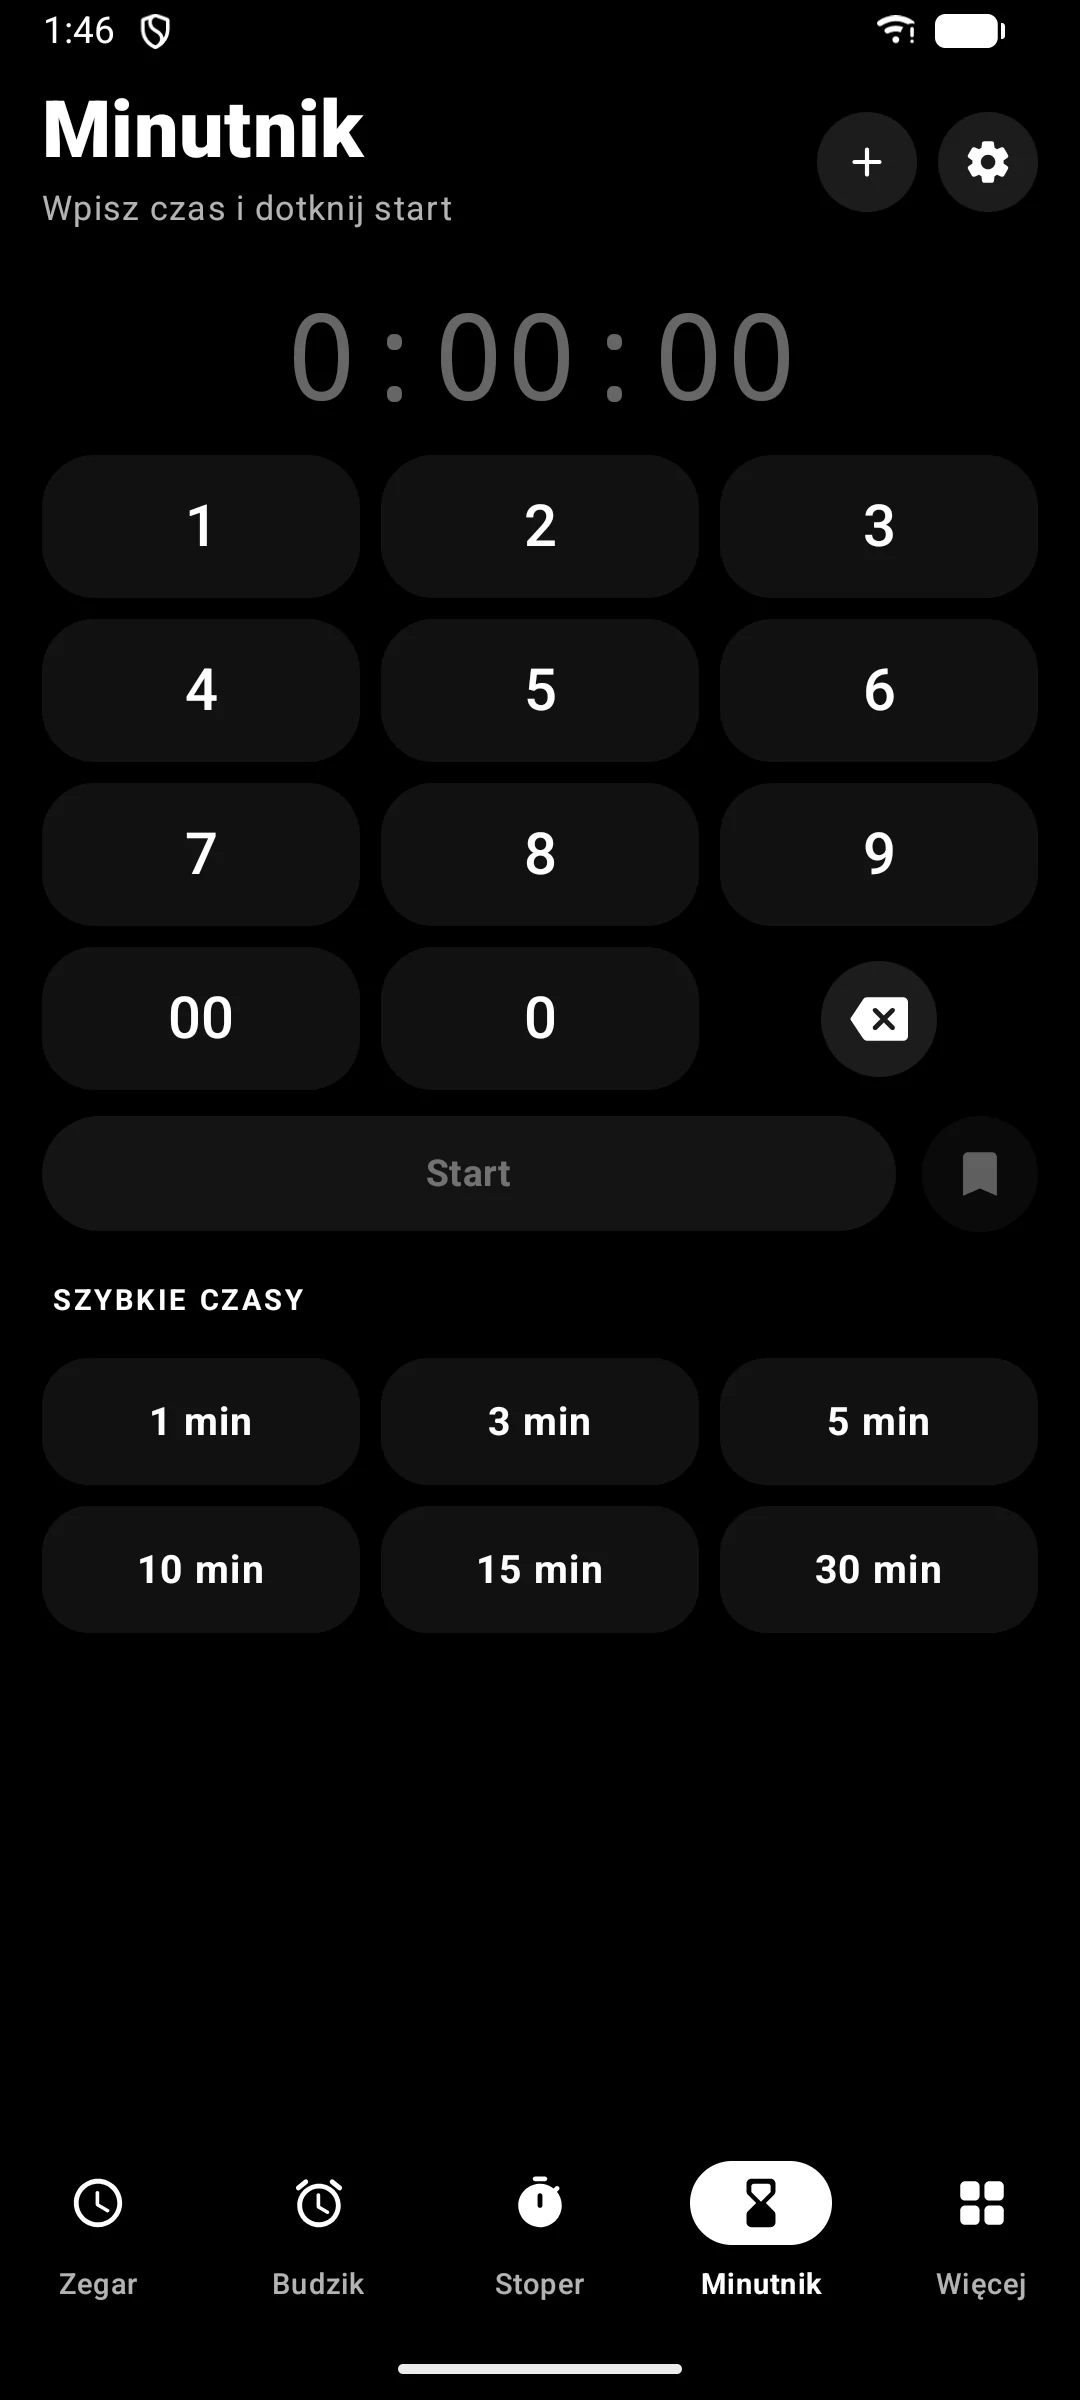 1:46
Minutnik
Wpisz czas i dotknij start
0:00:00
1 2 3
4 5 6
7 8 9
00 0
Start
SZYBKIE CZASY
1 min 3 min 5 min
10 min 15 min 30 min
Zegar Budzik Stoper Minutnik Więcej